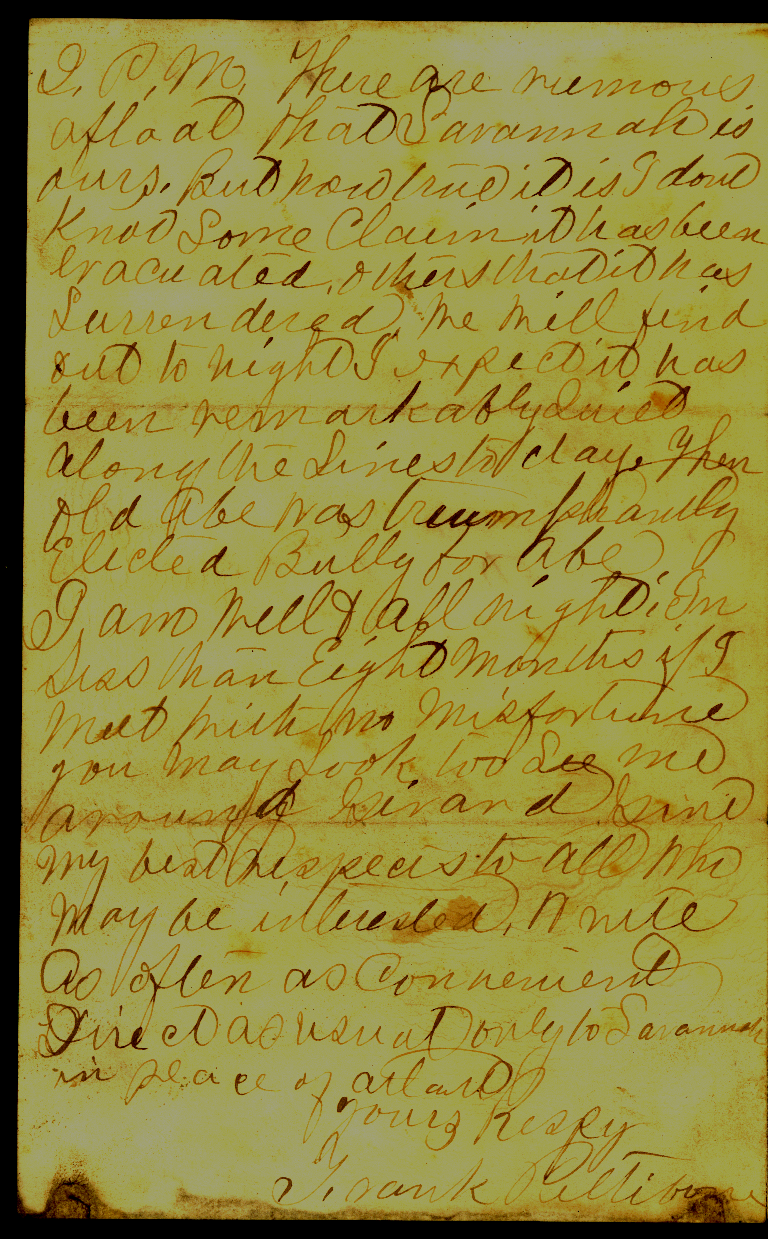 I. P. M. There are rumours
afloat that Savannah is
ours. But how true it is I dont
Know Some Claim it has been
evacuated, others that it has
Surrendered, We Will find
out to night I expect it has
been remarkably Quiet
along the Lines to day. Then
Old Abe was triumphantly
Elected Bully for Abe
I am Well & all right. In
Less than Eight Months if I
Meet with no Misfortune
you May Look too See me
around Girard Give
My best respects to all Who
May be interested. Write
As often as Convenient
Direct as usual only to Savannah
in place of atlant
Yours Respy
Frank Pettibone